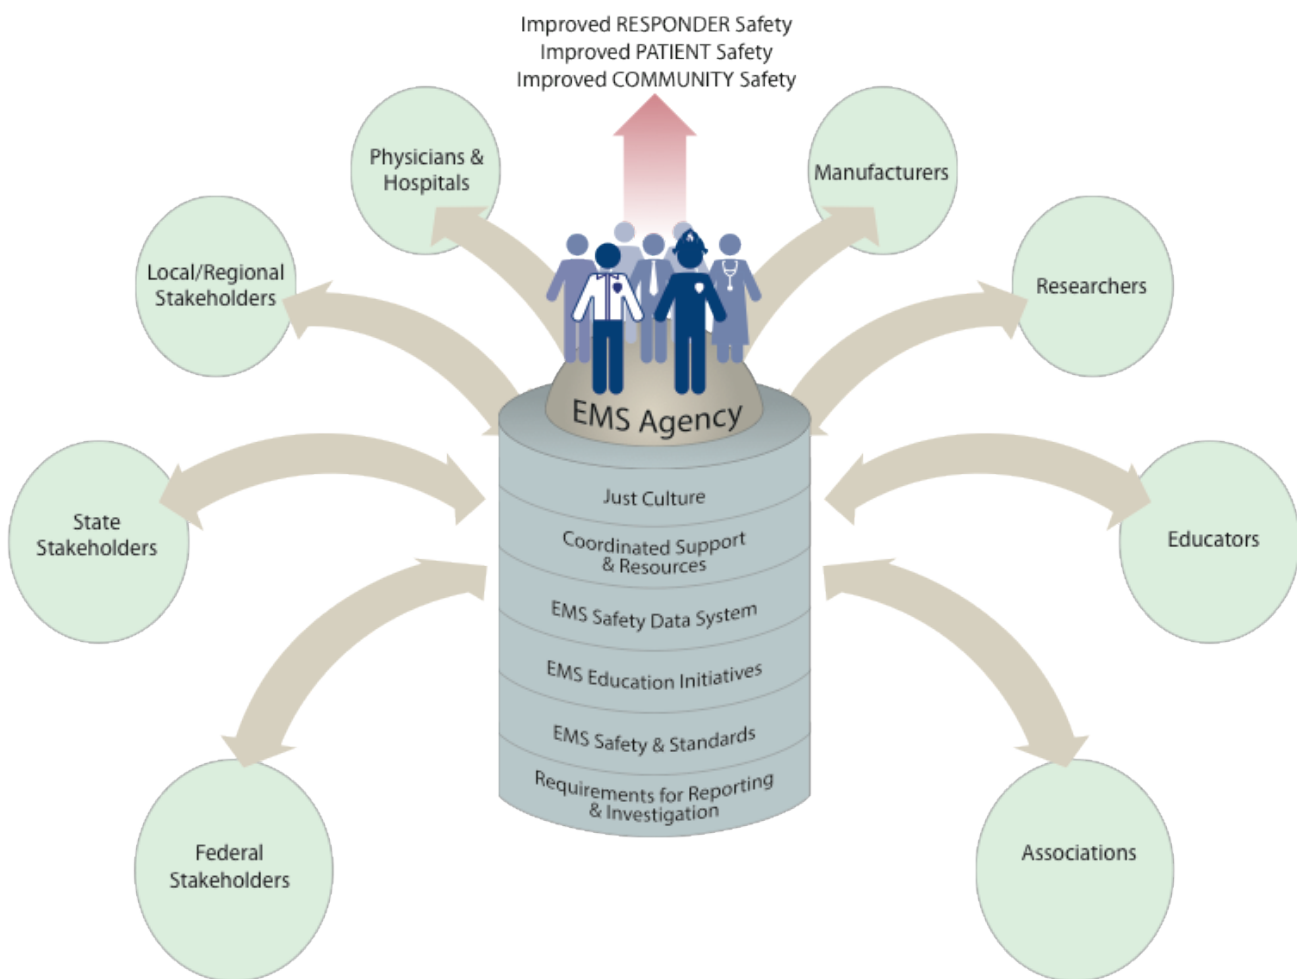 Improved RESPONDER Safety
Improved PATIENT Safety
Improved COMMUNITY Safety
Physicians &
Hospitals
Manufacturers
Local/Regional
Stakeholders
Researchers
EMS Agency
Just Culture
Coordinated Support
& Resources
State
Stakeholders
Educators
EMS Safety Data System
EMS Education Initiatives
EMS Safety & Standards
Requirements for Reporting
& Investigation
Federal
Stakeholders
Associations